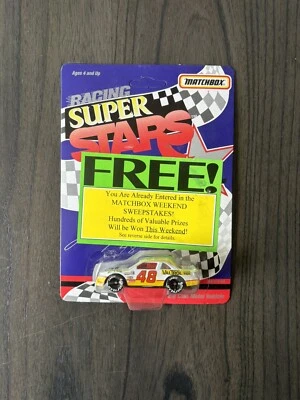 Ages 4 and Up
MATCHBOX
RACING
SUPER
STARS
FREE!
You Are Already Entered in the
MATCHBOX WEEKEND
SWEEPSTAKES!
Hundreds of Valuable Prizes
Will be Won This Weekend!
See reverse side for details.
48